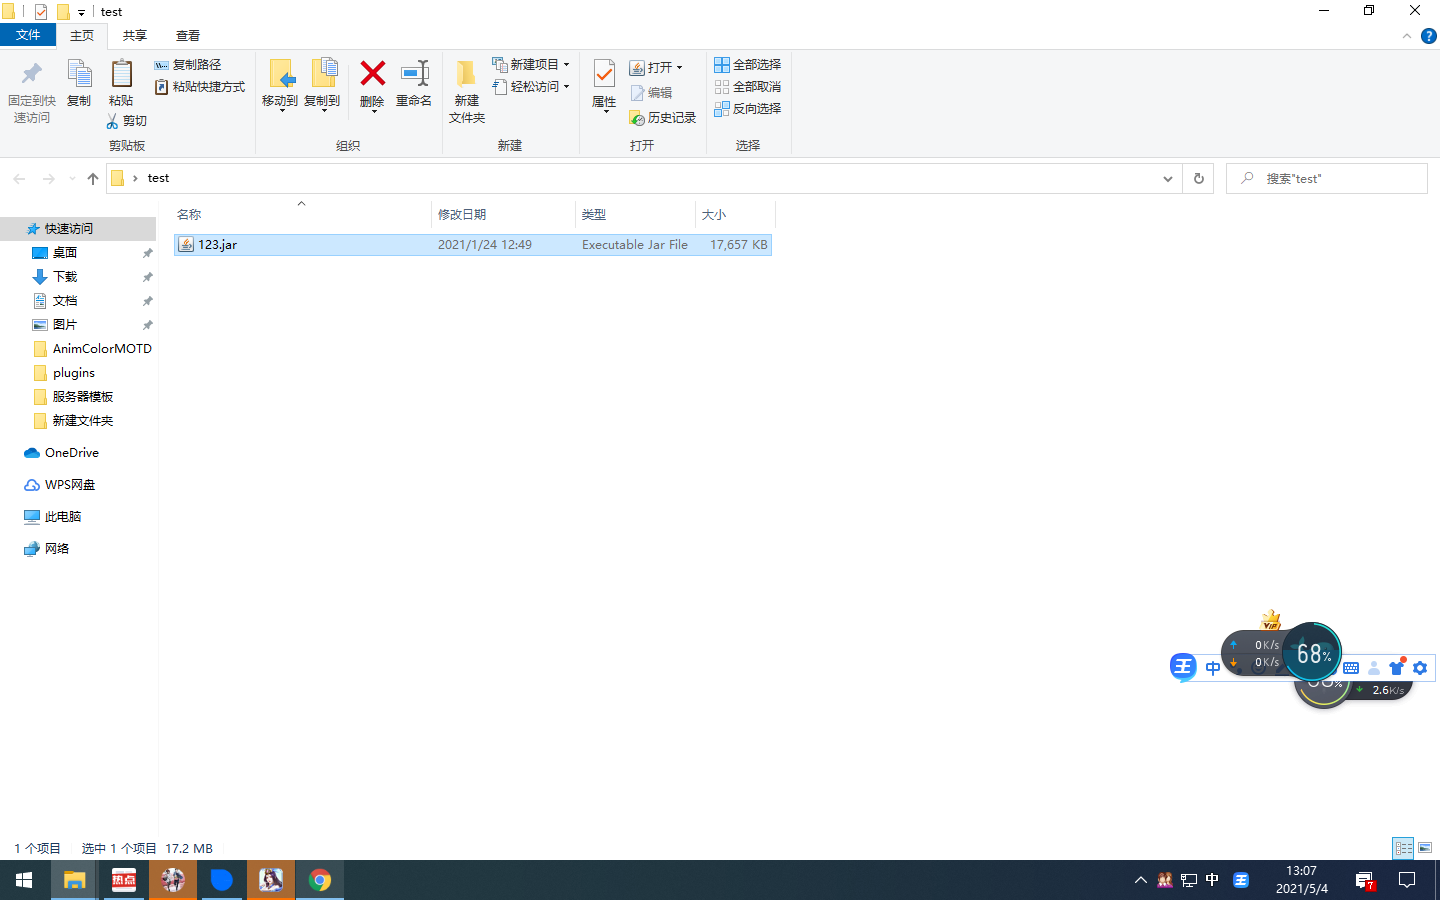 test
文件 主页 共享 查看
固定到快速访问
复制
粘贴
复制路径
粘贴快捷方式
剪切
剪贴板
移动到
复制到
删除
重命名
组织
新建文件夹
新建项目
轻松访问
新建
属性
打开
编辑
历史记录
打开
全部选择
全部取消
反向选择
选择
test
搜索"test"
名称 修改日期 类型 大小
123.jar 2021/1/24 12:49 Executable Jar File 17,657 KB
快速访问
桌面
下载
文档
图片
AnimColorMOTD
plugins
服务器模板
新建文件夹
OneDrive
WPS网盘
此电脑
网络
VIP
0K/s
0K/s
68%
中
2.6K/s
1 个项目 选中 1 个项目 17.2 MB
热点
中
13:07
2021/5/4
7